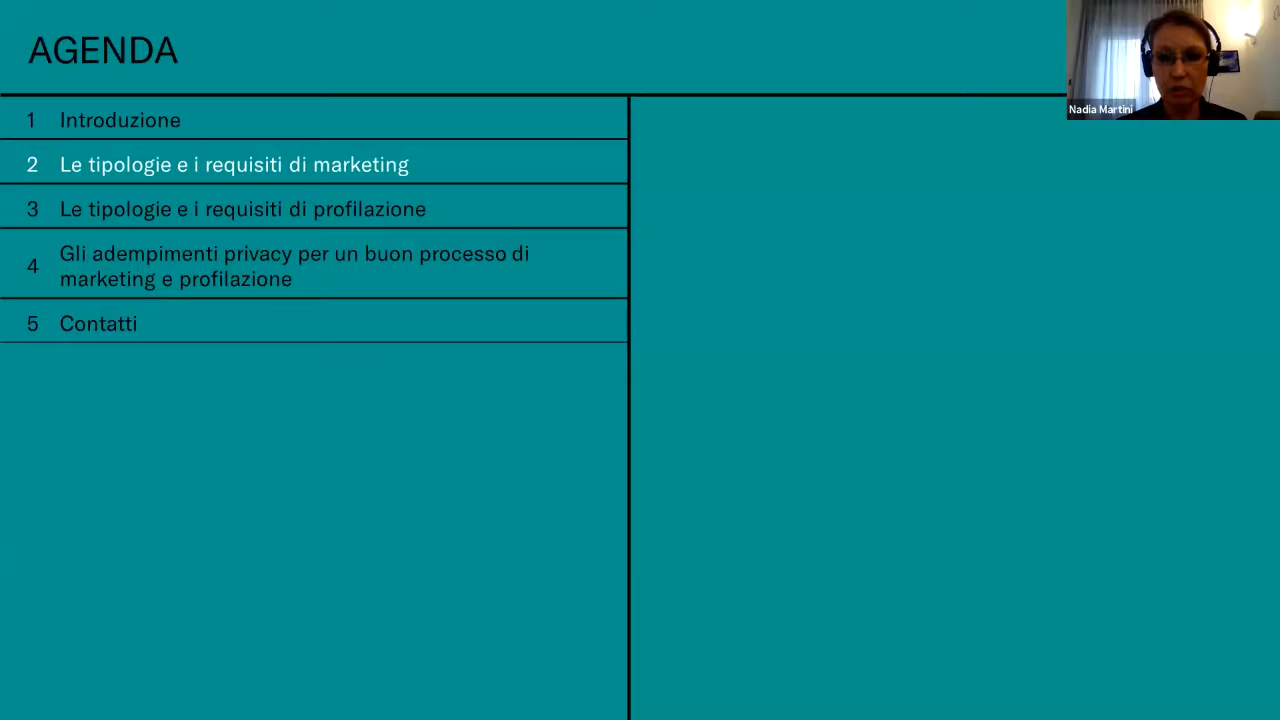 AGENDA
1 Introduzione
2 Le tipologie e i requisiti di marketing
3 Le tipologie e i requisiti di profilazione
4 Gli adempimenti privacy per un buon processo di
marketing e profilazione
5 Contatti
Nadia Martini